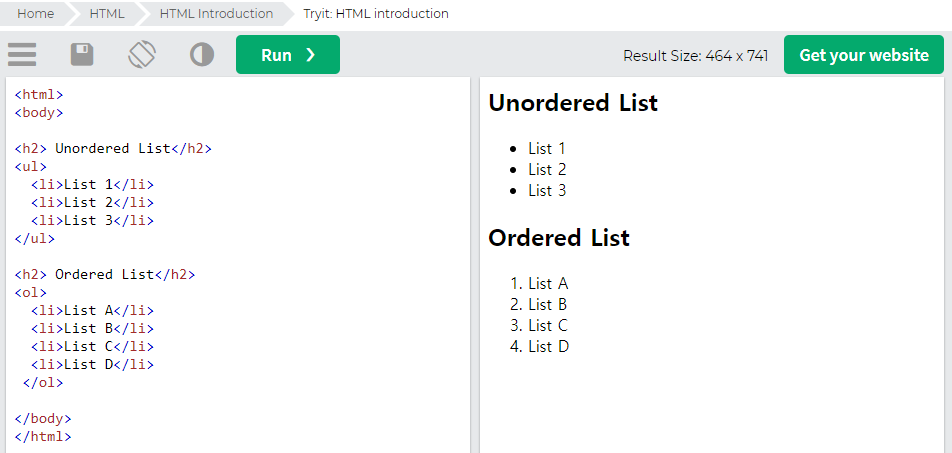 Home HTML HTML Introduction Tryit: HTML introduction
Run ❯ Result Size: 464 x 741 Get your website
<html>
<body>

<h2> Unordered List</h2>
<ul>
  <li>List 1</li>
  <li>List 2</li>
  <li>List 3</li>
</ul>

<h2> Ordered List</h2>
<ol>
  <li>List A</li>
  <li>List B</li>
  <li>List C</li>
  <li>List D</li>
 </ol>

</body>
</html>
Unordered List
• List 1
• List 2
• List 3
Ordered List
1. List A
2. List B
3. List C
4. List D